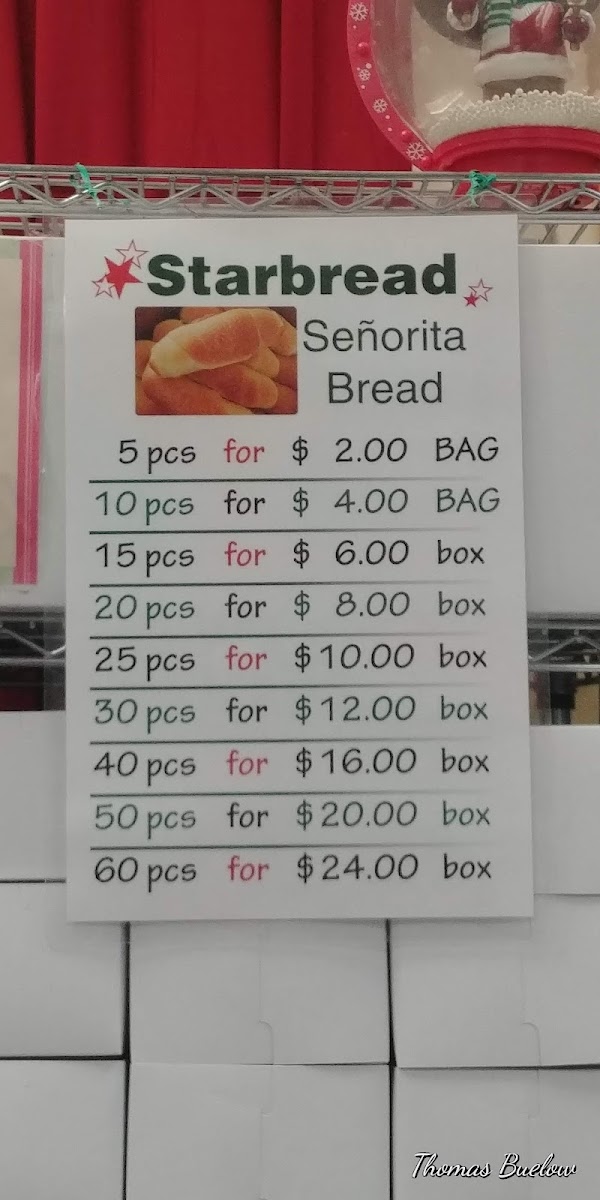 Starbread
Señorita
Bread
5 pcs for $ 2.00 BAG
10 pcs for $ 4.00 BAG
15 pcs for $ 6.00 box
20 pcs for $ 8.00 box
25 pcs for $10.00 box
30 pcs for $12.00 box
40 pcs for $16.00 box
50 pcs for $20.00 box
60 pcs for $24.00 box
Thomas Buelow